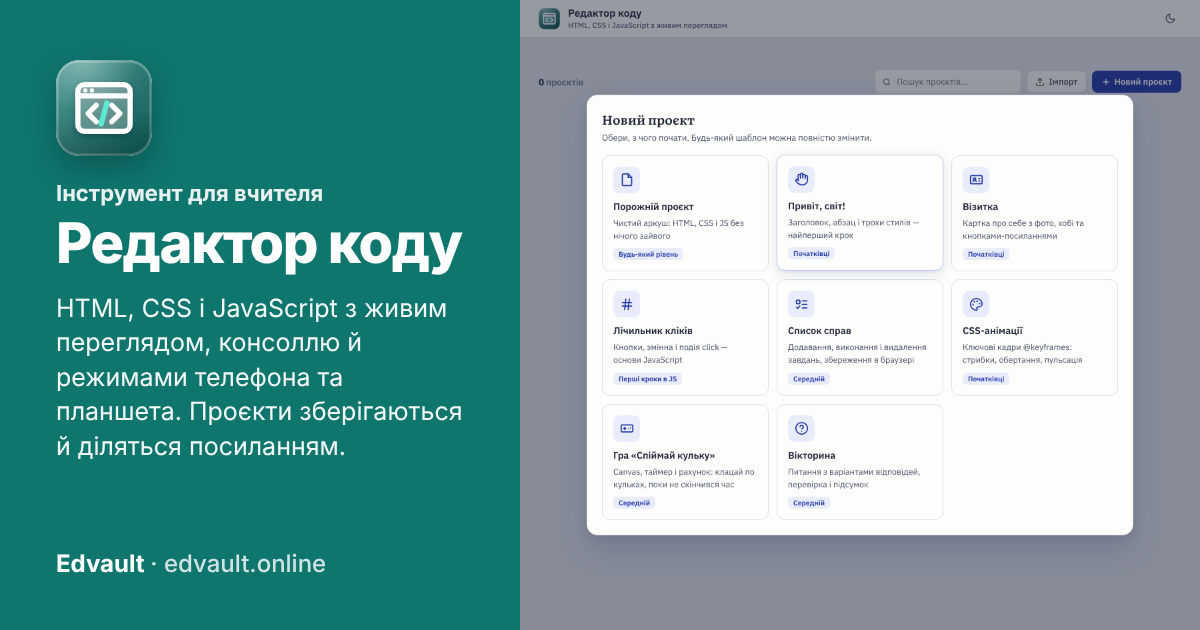 Інструмент для вчителя
Редактор коду
HTML, CSS і JavaScript з живим
переглядом, консоллю й
режимами телефона та
планшета. Проєкти зберігаються
й діляться посиланням.
Edvault · edvault.online
Редактор коду
HTML, CSS і JavaScript з живим переглядом
0 проєктів
Пошук проєктів...
Імпорт
+ Новий проєкт
Новий проєкт
Обери, з чого почати. Будь-який шаблон можна повністю змінити.
Порожній проєкт
Чистий аркуш: HTML, CSS і JS без
нічого зайвого
Будь-який рівень
Привіт, світ!
Заголовок, абзац і трохи стилів —
найперший крок
Початківці
Візитка
Картка про себе з фото, хобі та
кнопками-посиланнями
Початківці
Лічильник кліків
Кнопки, змінна і подія click —
основи JavaScript
Перші кроки в JS
Список справ
Додавання, виконання і видалення
завдань, збереження в браузері
Середній
CSS-анімації
Ключові кадри @keyframes:
стрибки, обертання, пульсація
Початківці
Гра «Спіймай кульку»
Canvas, таймер і рахунок: клацай по
кульках, поки не скінчився час
Середній
Вікторина
Питання з варіантами відповідей,
перевірка і підсумок
Середній